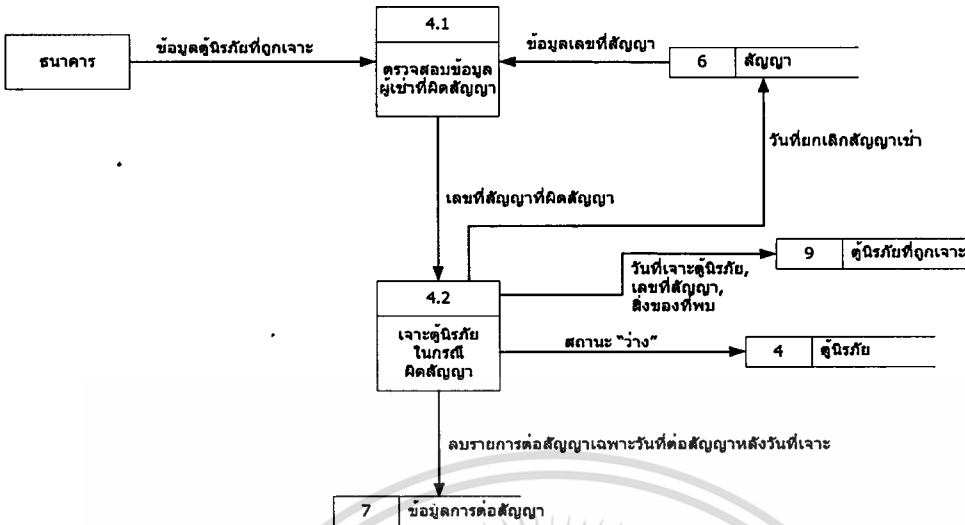 4.1
ธนาคาร
ข้อมูลตู้นิรภัยที่ถูกเจาะ
ตรวจสอบข้อมูล
ผู้เช่าที่ผิดสัญญา
ข้อมูลเลขที่สัญญา
6 สัญญา
วันที่ยกเลิกสัญญาเช่า
เลขที่สัญญาที่ผิดสัญญา
9 ตู้นิรภัยที่ถูกเจาะ
วันที่เจาะตู้นิรภัย,
เลขที่สัญญา,
สิ่งของที่พบ
4.2
เจาะตู้นิรภัย
ในกรณี
ผิดสัญญา
สถานะ "ว่าง"
4 ตู้นิรภัย
ลบรายการต่อสัญญาเฉพาะวันที่ต่อสัญญาหลังวันที่เจาะ
7 ข้อมูลการต่อสัญญา